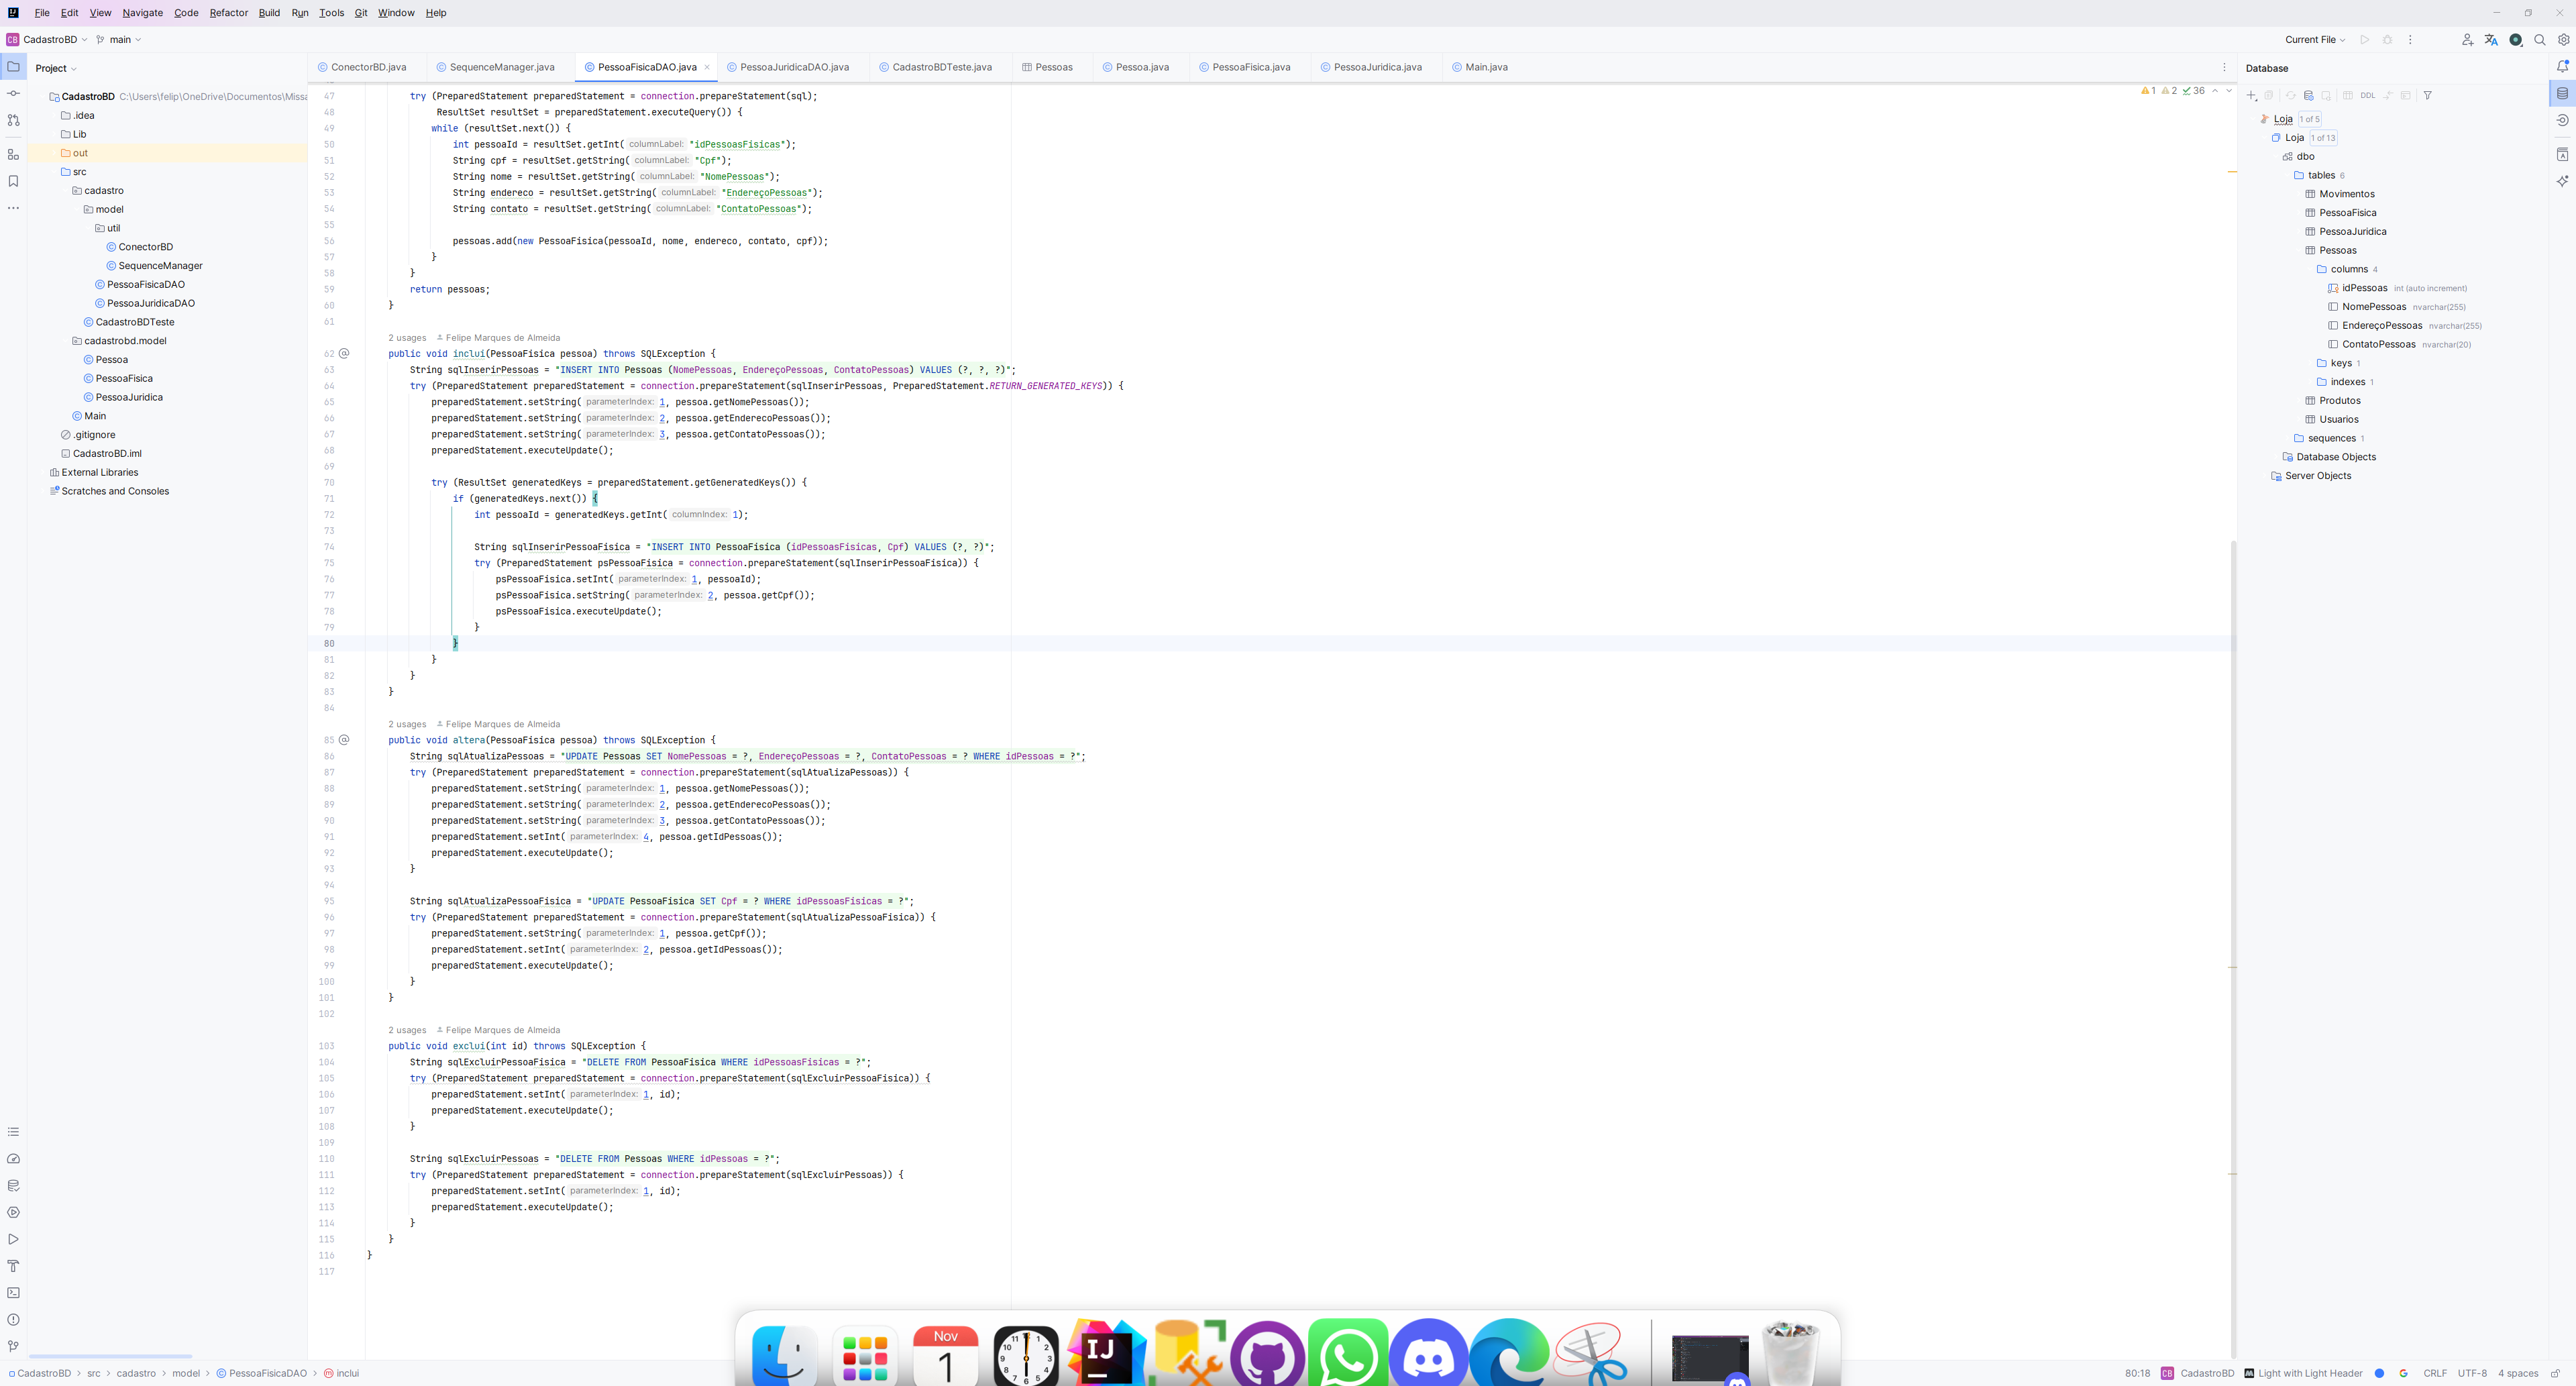 File Edit View Navigate Code Refactor Build Run Tools Git Window Help
CB CadastroBD main Current File
Project
ConectorBD.java SequenceManager.java PessoaFisicaDAO.java PessoaJuridicaDAO.java CadastroBDTeste.java Pessoas Pessoa.java PessoaFisica.java PessoaJuridica.java Main.java
Database
CadastroBD C:\Users\felip\OneDrive\Documentos\Missa
.idea
Lib
out
src
cadastro
model
util
ConectorBD
SequenceManager
PessoaFisicaDAO
PessoaJuridicaDAO
CadastroBDTeste
cadastrobd.model
Pessoa
PessoaFisica
PessoaJuridica
Main
.gitignore
CadastroBD.iml
External Libraries
Scratches and Consoles
1 2 36
47 try (PreparedStatement preparedStatement = connection.prepareStatement(sql);
48 ResultSet resultSet = preparedStatement.executeQuery()) {
49 while (resultSet.next()) {
50 int pessoaId = resultSet.getInt( columnLabel: "idPessoasFisicas");
51 String cpf = resultSet.getString( columnLabel: "Cpf");
52 String nome = resultSet.getString( columnLabel: "NomePessoas");
53 String endereco = resultSet.getString( columnLabel: "EndereçoPessoas");
54 String contato = resultSet.getString( columnLabel: "ContatoPessoas");
55
56 pessoas.add(new PessoaFisica(pessoaId, nome, endereco, contato, cpf));
57 }
58 }
59 return pessoas;
60 }
61
2 usages Felipe Marques de Almeida
62 public void inclui(PessoaFisica pessoa) throws SQLException {
63 String sqlInserirPessoas = "INSERT INTO Pessoas (NomePessoas, EndereçoPessoas, ContatoPessoas) VALUES (?, ?, ?)";
64 try (PreparedStatement preparedStatement = connection.prepareStatement(sqlInserirPessoas, PreparedStatement.RETURN_GENERATED_KEYS)) {
65 preparedStatement.setString( parameterIndex: 1, pessoa.getNomePessoas());
66 preparedStatement.setString( parameterIndex: 2, pessoa.getEnderecoPessoas());
67 preparedStatement.setString( parameterIndex: 3, pessoa.getContatoPessoas());
68 preparedStatement.executeUpdate();
69
70 try (ResultSet generatedKeys = preparedStatement.getGeneratedKeys()) {
71 if (generatedKeys.next()) {
72 int pessoaId = generatedKeys.getInt( columnIndex: 1);
73
74 String sqlInserirPessoaFisica = "INSERT INTO PessoaFisica (idPessoasFisicas, Cpf) VALUES (?, ?)";
75 try (PreparedStatement psPessoaFisica = connection.prepareStatement(sqlInserirPessoaFisica)) {
76 psPessoaFisica.setInt( parameterIndex: 1, pessoaId);
77 psPessoaFisica.setString( parameterIndex: 2, pessoa.getCpf());
78 psPessoaFisica.executeUpdate();
79 }
80 }
81 }
82 }
83 }
84
2 usages Felipe Marques de Almeida
85 public void altera(PessoaFisica pessoa) throws SQLException {
86 String sqlAtualizaPessoas = "UPDATE Pessoas SET NomePessoas = ?, EndereçoPessoas = ?, ContatoPessoas = ? WHERE idPessoas = ?";
87 try (PreparedStatement preparedStatement = connection.prepareStatement(sqlAtualizaPessoas)) {
88 preparedStatement.setString( parameterIndex: 1, pessoa.getNomePessoas());
89 preparedStatement.setString( parameterIndex: 2, pessoa.getEnderecoPessoas());
90 preparedStatement.setString( parameterIndex: 3, pessoa.getContatoPessoas());
91 preparedStatement.setInt( parameterIndex: 4, pessoa.getIdPessoas());
92 preparedStatement.executeUpdate();
93 }
94
95 String sqlAtualizaPessoaFisica = "UPDATE PessoaFisica SET Cpf = ? WHERE idPessoasFisicas = ?";
96 try (PreparedStatement preparedStatement = connection.prepareStatement(sqlAtualizaPessoaFisica)) {
97 preparedStatement.setString( parameterIndex: 1, pessoa.getCpf());
98 preparedStatement.setInt( parameterIndex: 2, pessoa.getIdPessoas());
99 preparedStatement.executeUpdate();
100 }
101 }
102
2 usages Felipe Marques de Almeida
103 public void exclui(int id) throws SQLException {
104 String sqlExcluirPessoaFisica = "DELETE FROM PessoaFisica WHERE idPessoasFisicas = ?";
105 try (PreparedStatement preparedStatement = connection.prepareStatement(sqlExcluirPessoaFisica)) {
106 preparedStatement.setInt( parameterIndex: 1, id);
107 preparedStatement.executeUpdate();
108 }
109
110 String sqlExcluirPessoas = "DELETE FROM Pessoas WHERE idPessoas = ?";
111 try (PreparedStatement preparedStatement = connection.prepareStatement(sqlExcluirPessoas)) {
112 preparedStatement.setInt( parameterIndex: 1, id);
113 preparedStatement.executeUpdate();
114 }
115 }
116 }
117
DDL
Loja 1 of 5
Loja 1 of 13
dbo
tables 6
Movimentos
PessoaFisica
PessoaJuridica
Pessoas
columns 4
idPessoas int (auto increment)
NomePessoas nvarchar(255)
EndereçoPessoas nvarchar(255)
ContatoPessoas nvarchar(20)
keys 1
indexes 1
Produtos
Usuarios
sequences 1
Database Objects
Server Objects
Nov
1
IJ
CadastroBD > src > cadastro > model > PessoaFisicaDAO > inclui
80:18 CB CadastroBD Light with Light Header CRLF UTF-8 4 spaces